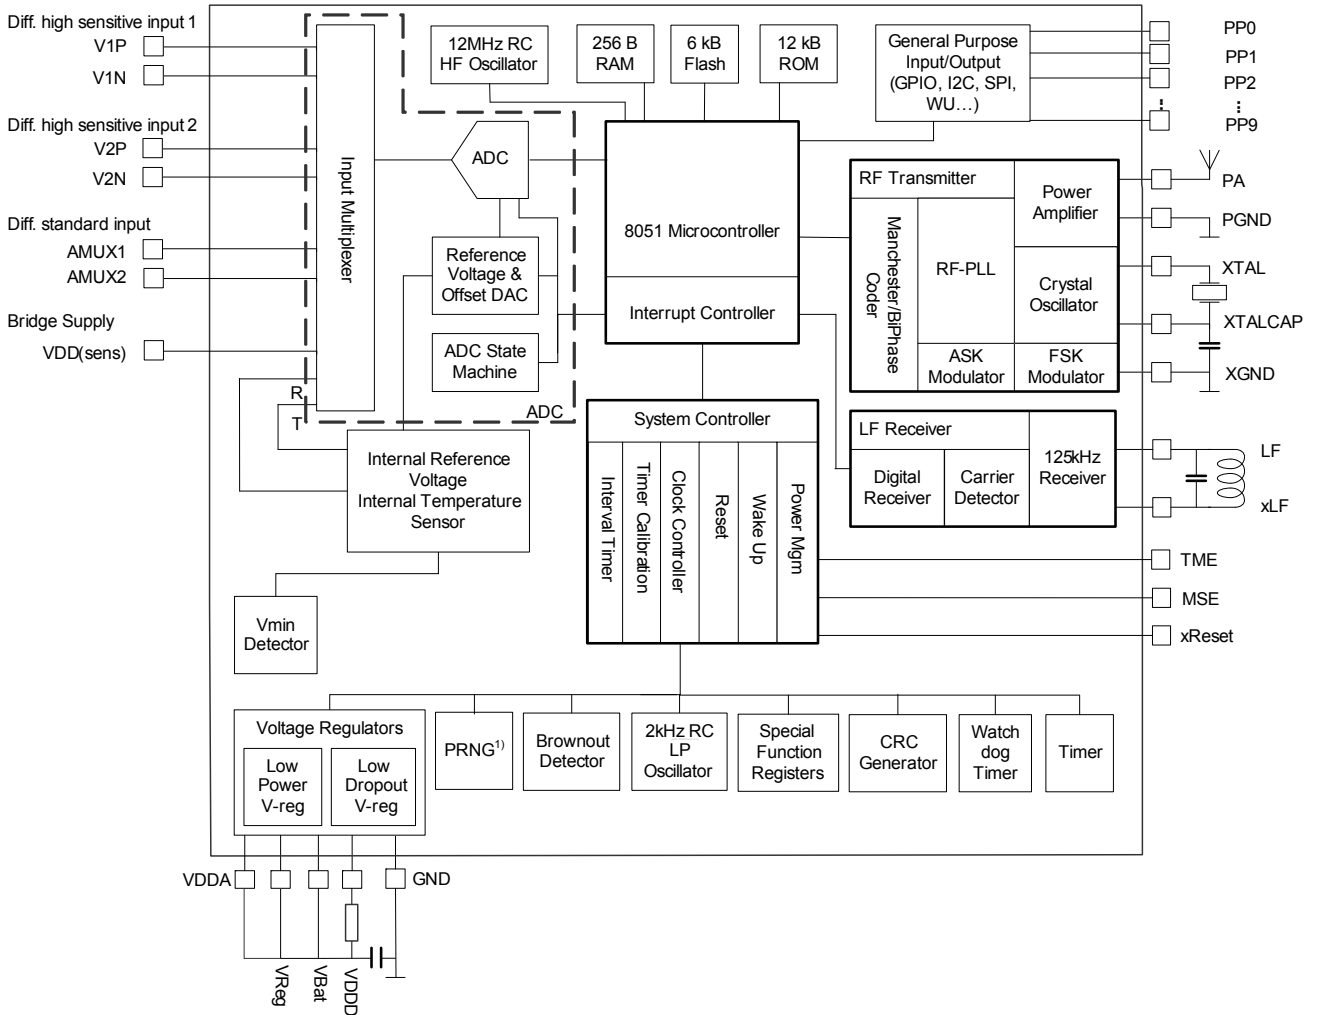 Diff. high sensitive input 1
V1P
V1N
Diff. high sensitive input 2
V2P
V2N
Diff. standard input
AMUX1
AMUX2
Bridge Supply
VDD(sens)
Input Multiplexer
R
T
ADC
ADC
Reference
Voltage &
Offset DAC
ADC State
Machine
12MHz RC
HF Oscillator
256 B
RAM
6 kB
Flash
12 kB
ROM
General Purpose
Input/Output
(GPIO, I2C, SPI,
WU…)
PP0
PP1
PP2
PP9
8051 Microcontroller
Interrupt Controller
RF Transmitter
Manchester/BiPhase
Coder
RF-PLL
Power
Amplifier
Crystal
Oscillator
ASK
Modulator
FSK
Modulator
PA
PGND
XTAL
XTALCAP
XGND
LF Receiver
Digital
Receiver
Carrier
Detector
125kHz
Receiver
LF
xLF
Internal Reference
Voltage
Internal Temperature
Sensor
Vmin
Detector
System Controller
Interval Timer
Timer Calibration
Clock Controller
Reset
Wake Up
Power Mgm
TME
MSE
xReset
Voltage Regulators
Low
Power
V-reg
Low
Dropout
V-reg
PRNG1)
Brownout
Detector
2kHz RC
LP
Oscillator
Special
Function
Registers
CRC
Generator
Watch
dog
Timer
Timer
VDDA
GND
VReg
VBat
VDDD